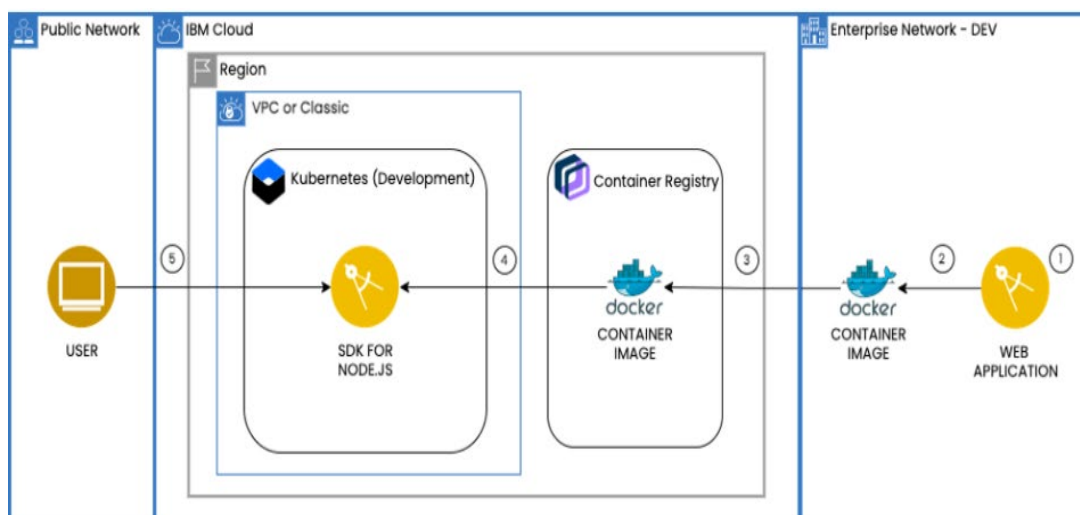 Public Network
IBM Cloud
Enterprise Network - DEV
Region
VPC or Classic
Kubernetes (Development)
Container Registry
5
4
3
2
1
docker
docker
USER
SDK FOR
NODE.JS
CONTAINER
IMAGE
CONTAINER
IMAGE
WEB
APPLICATION